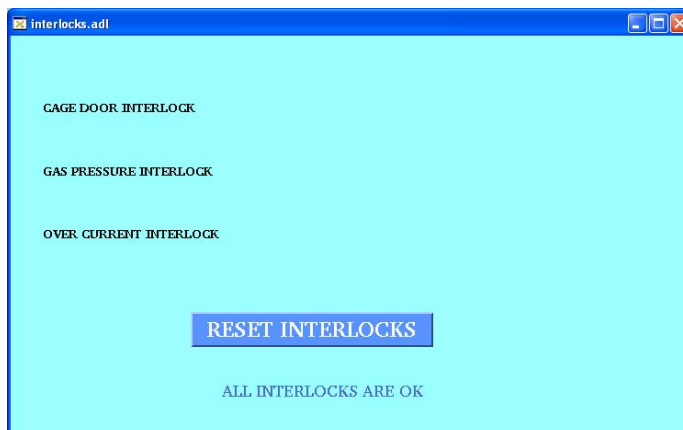 interlocks.adl
CAGE DOOR INTERLOCK
GAS PRESSURE INTERLOCK
OVER CURRENT INTERLOCK
RESET INTERLOCKS
ALL INTERLOCKS ARE OK